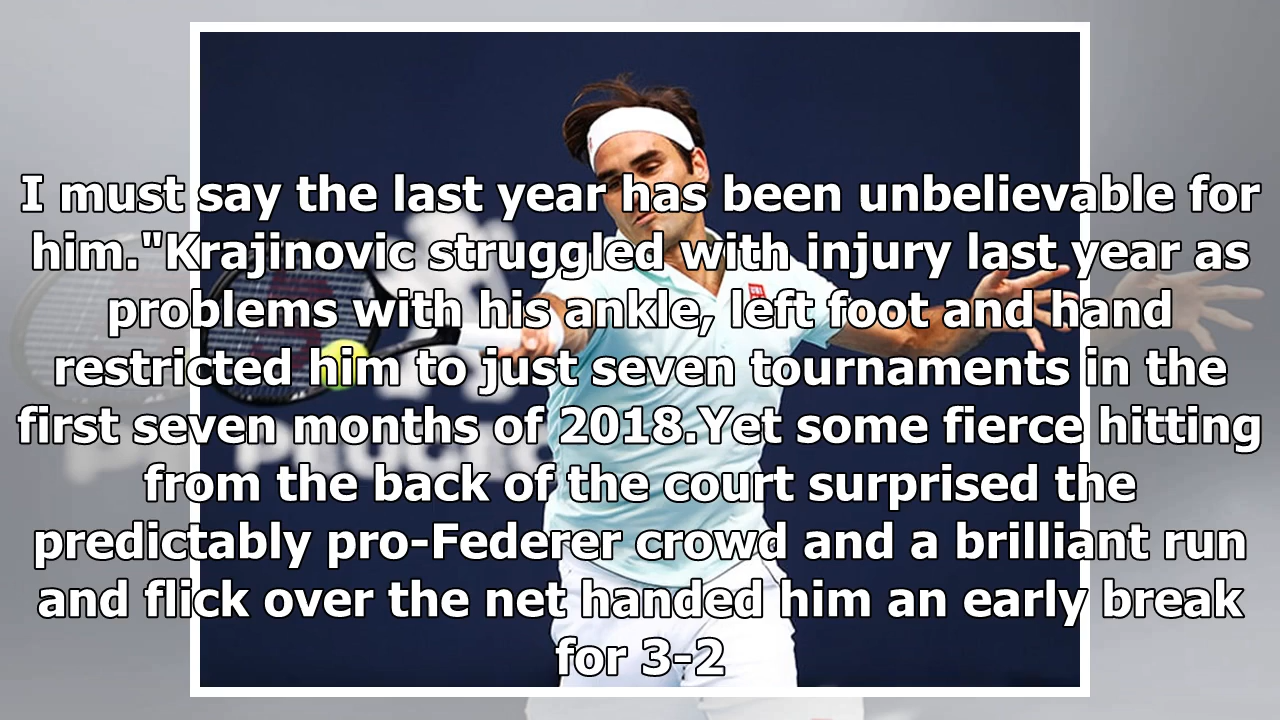 I must say the last year has been unbelievable for
him."Krajinovic struggled with injury last year as
problems with his ankle, left foot and hand
restricted him to just seven tournaments in the
first seven months of 2018.Yet some fierce hitting
from the back of the court surprised the
predictably pro-Federer crowd and a brilliant run
and flick over the net handed him an early break
for 3-2